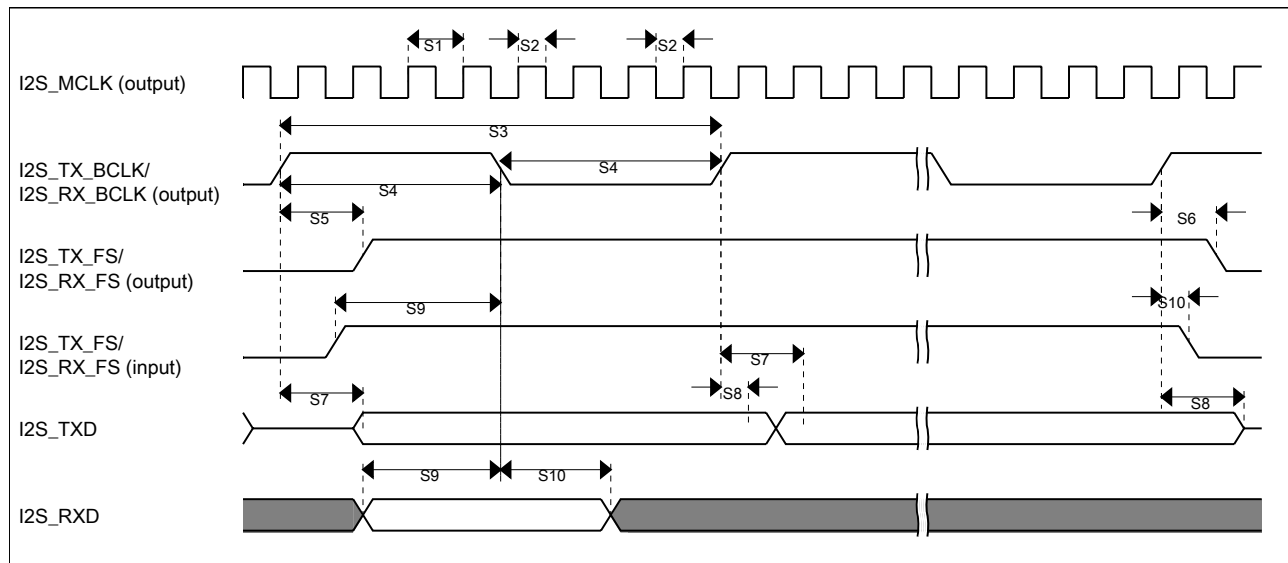 S1
S2
S2
I2S_MCLK (output)
S3
I2S_TX_BCLK/
I2S_RX_BCLK (output)
S4
S4
S5
S6
I2S_TX_FS/
I2S_RX_FS (output)
S9
S10
I2S_TX_FS/
I2S_RX_FS (input)
S7
S7
S8
S8
I2S_TXD
S9
S10
I2S_RXD